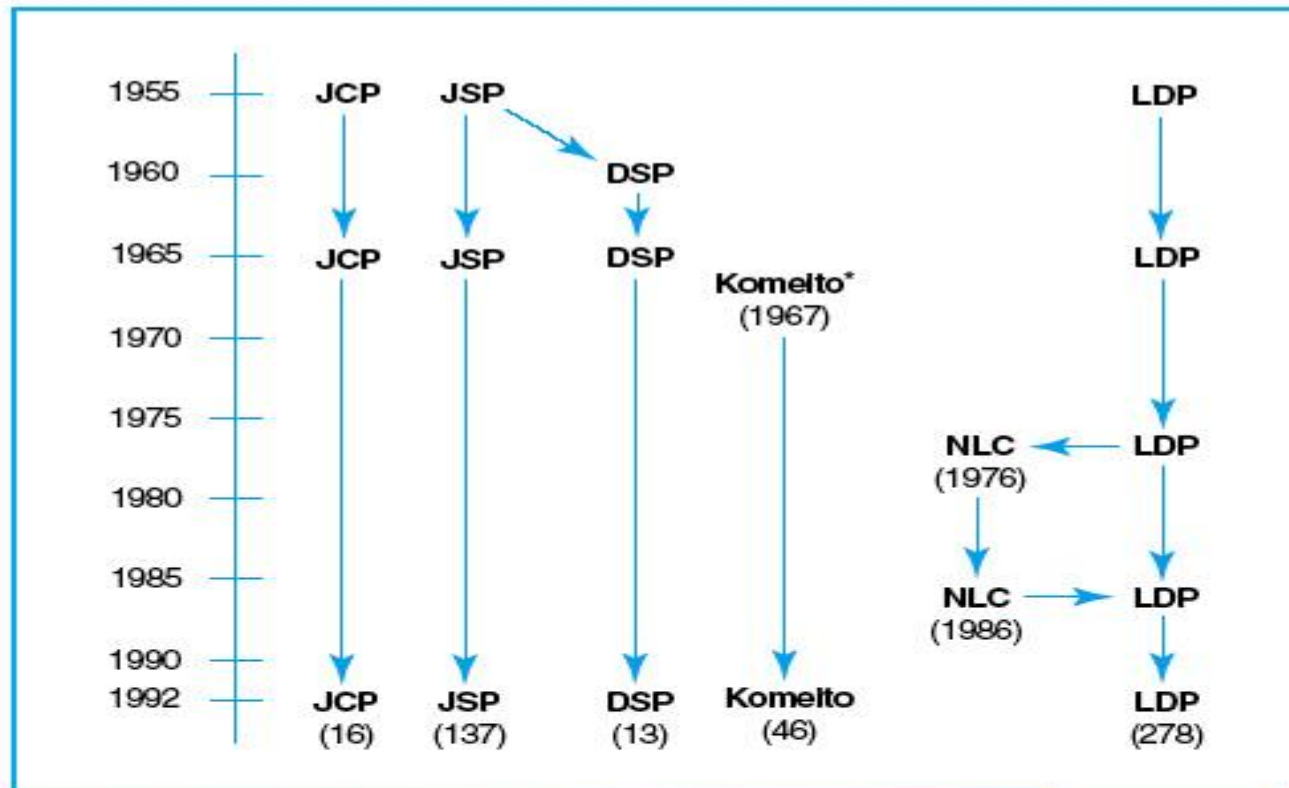 1955 JCP JSP LDP
1960 DSP
1965 JCP JSP DSP LDP
Komeito*
(1967)
1970
1975
NLC LDP
(1976)
1980
1985
NLC LDP
(1986)
1990
1992 JCP JSP DSP Komeito LDP
(16) (137) (13) (46) (278)